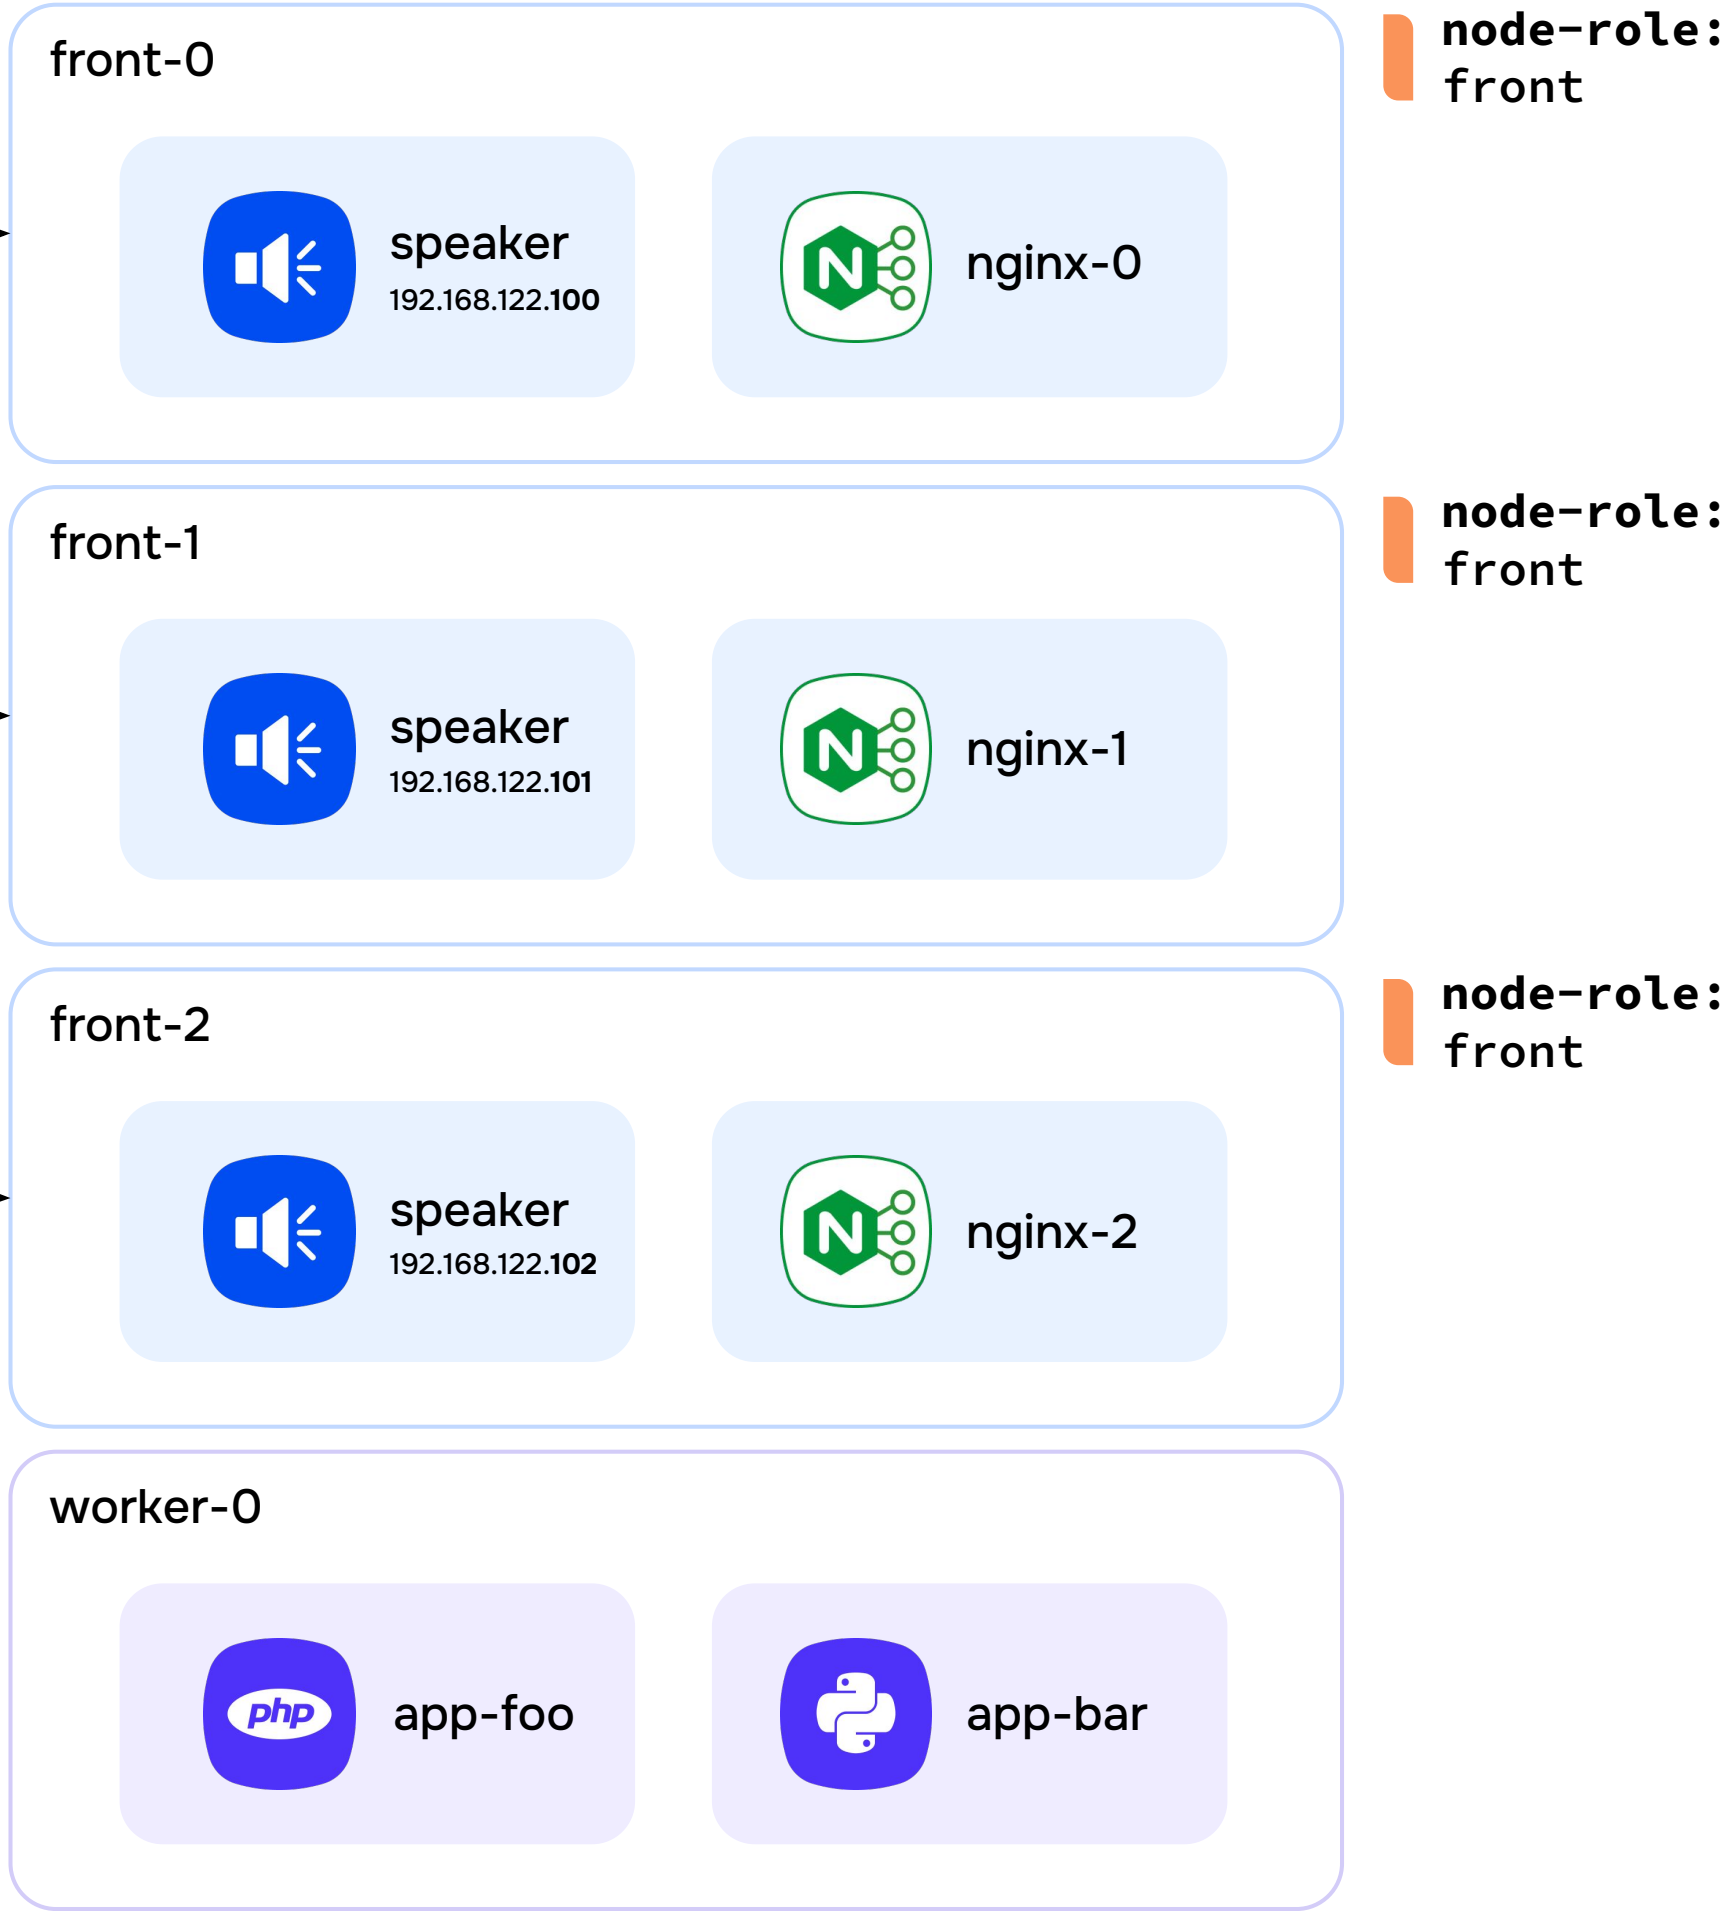 front-0
node-role:
front
speaker
192.168.122.100
nginx-0
front-1
node-role:
front
speaker
192.168.122.101
nginx-1
front-2
node-role:
front
speaker
192.168.122.102
nginx-2
worker-0
php
app-foo
app-bar